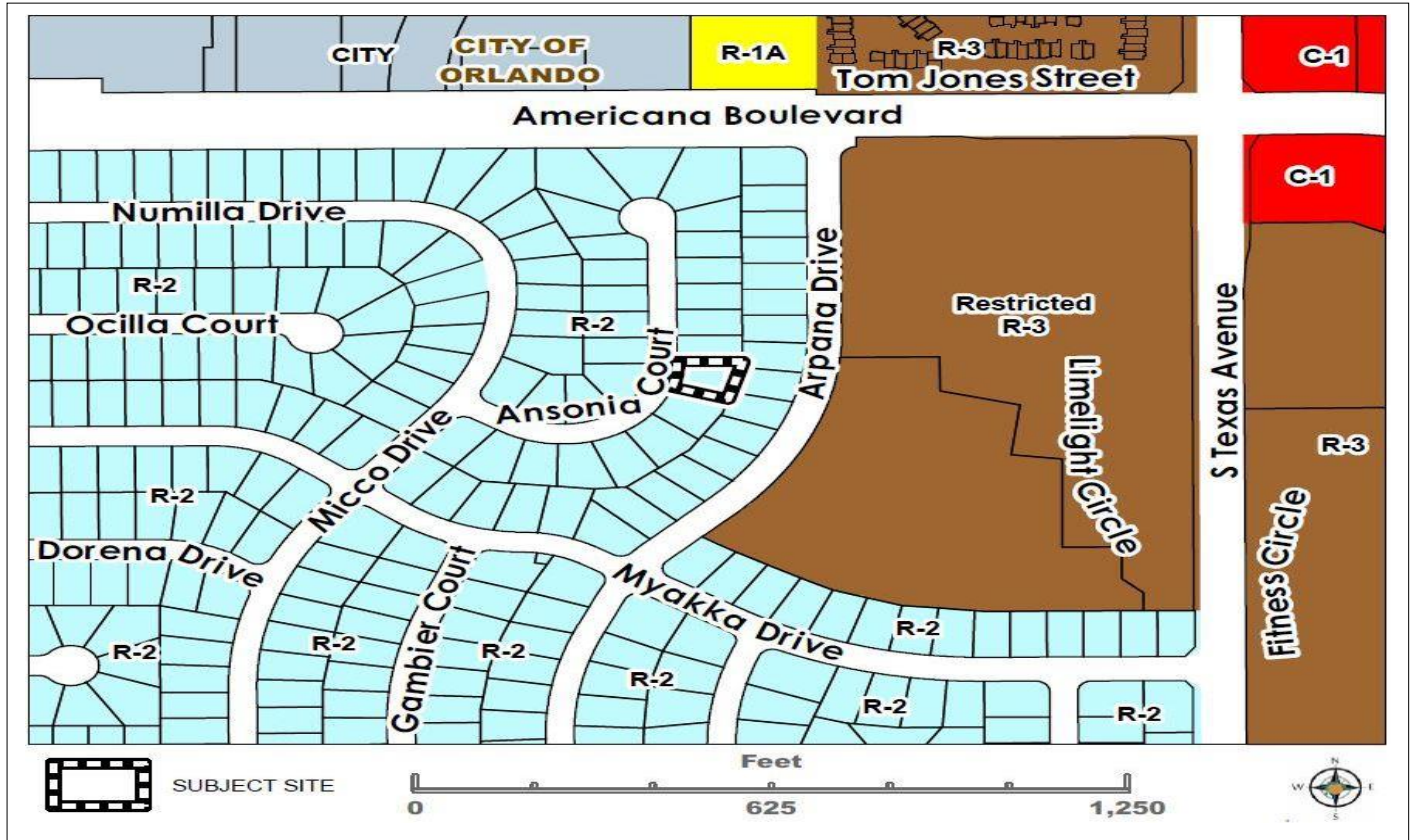 CITY
CITY OF
ORLANDO
R-1A
R-3
C-1
Tom Jones Street
Americana Boulevard
C-1
Numilla Drive
R-2
Ocilla Court
R-2
Restricted
R-3
Arpana Drive
Limelight Circle
S Texas Avenue
Ansonia Court
R-3
Micco Drive
R-2
Dorena Drive
Gambier Court
Myakka Drive
Fitness Circle
R-2
R-2
R-2
R-2
R-2
R-2
R-2
SUBJECT SITE
Feet
0
625
1,250
N
W
E
S